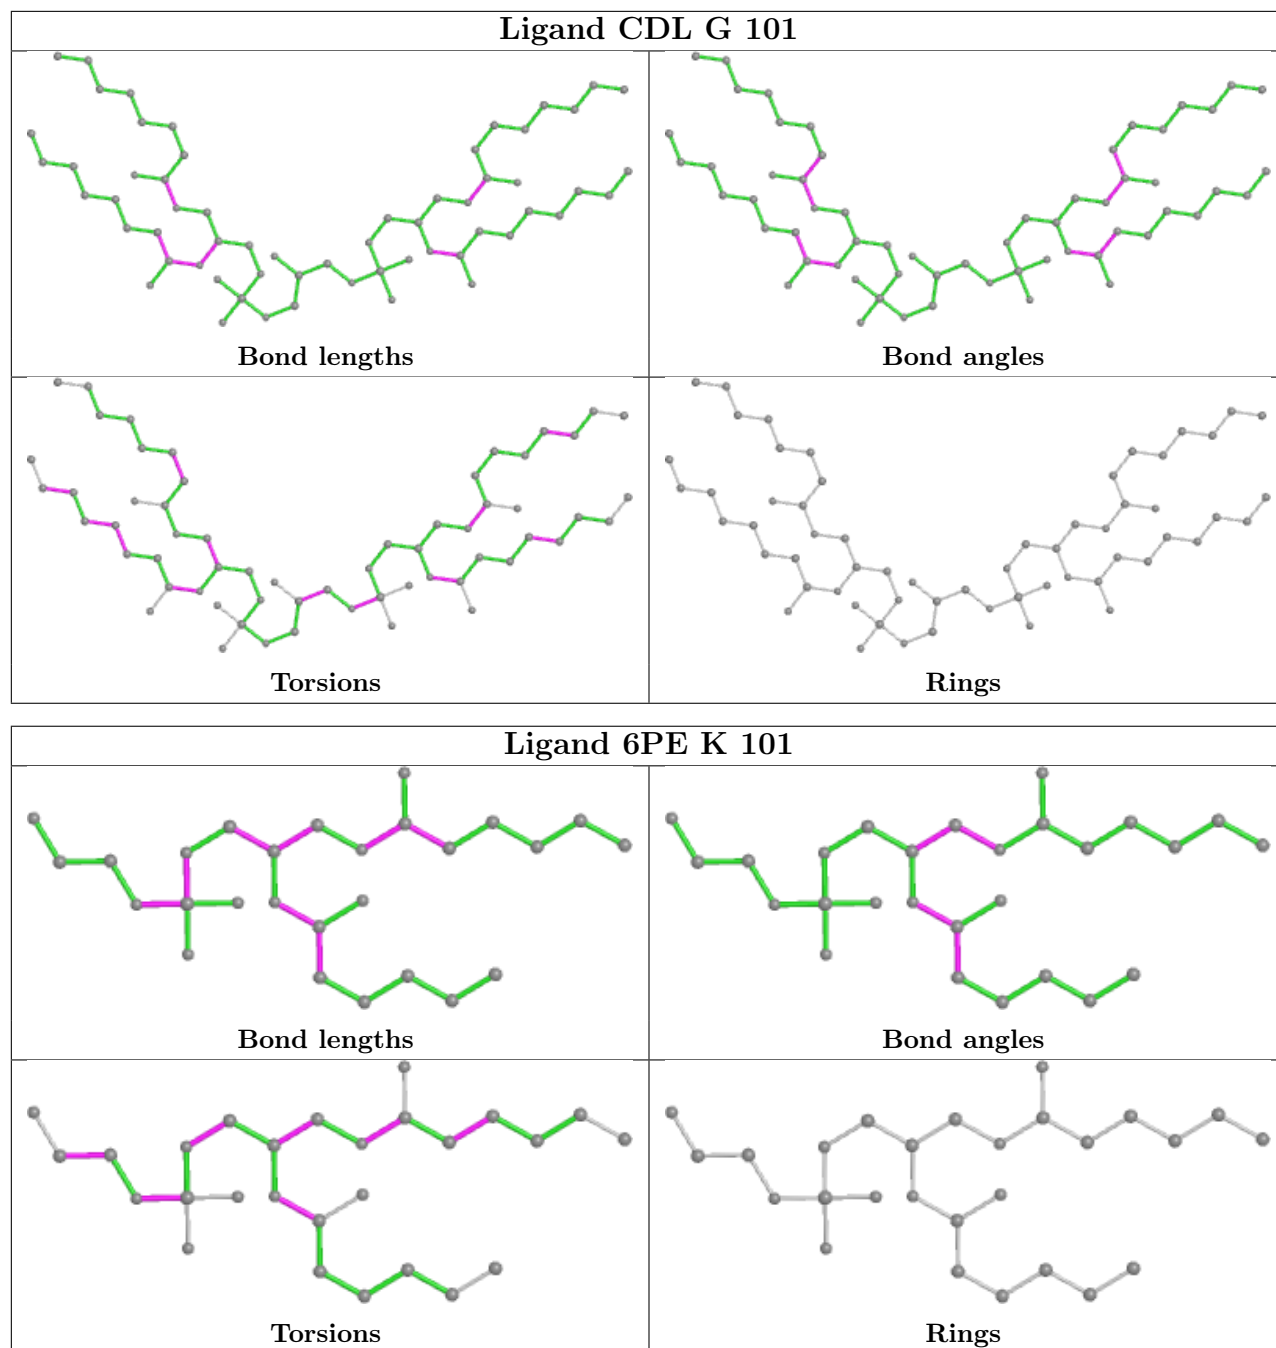 Ligand CDL G 101
Bond lengths
Bond angles
Torsions
Rings
Ligand 6PE K 101
Bond lengths
Bond angles
Torsions
Rings